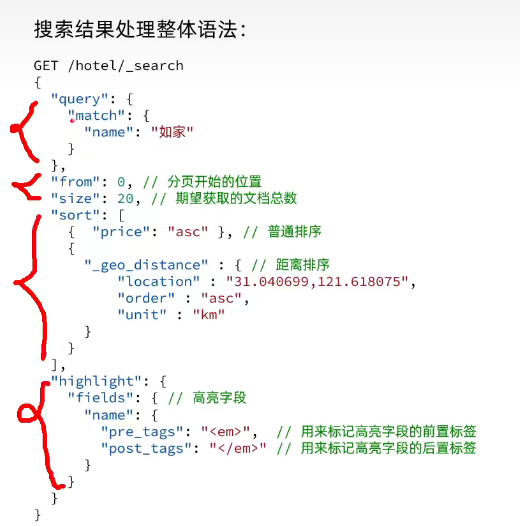 搜索结果处理整体语法：
GET /hotel/_search
{
  "query": {
    "match": {
      "name": "如家"
    }
  },
  "from": 0, // 分页开始的位置
  "size": 20, // 期望获取的文档总数
  "sort": [
    {  "price": "asc" }, // 普通排序
    {
      "_geo_distance" : { // 距离排序
          "location" : "31.040699,121.618075",
          "order" : "asc",
          "unit" : "km"
      }
    }
  ],
  "highlight": {
    "fields": { // 高亮字段
      "name": {
        "pre_tags": "<em>",  // 用来标记高亮字段的前置标签
        "post_tags": "</em>" // 用来标记高亮字段的后置标签
      }
    }
  }
}